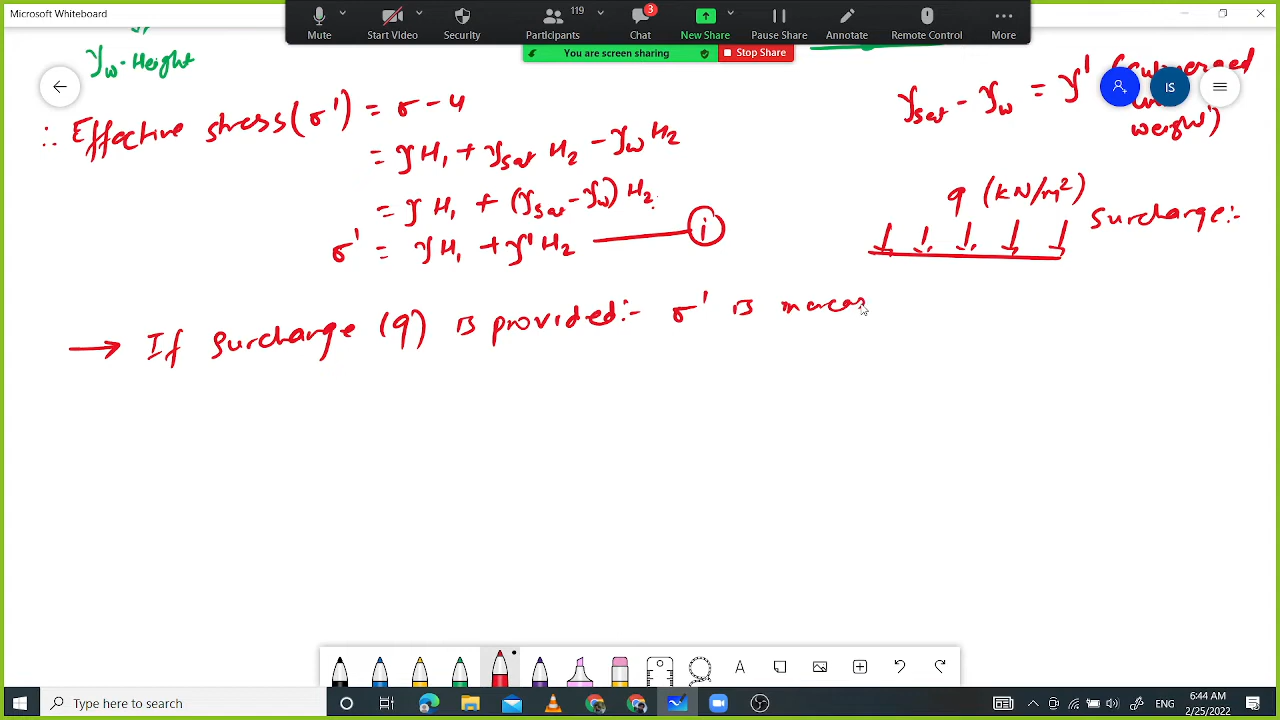 Microsoft Whiteboard
Mute
Start Video
Security
119
Participants
3
Chat
New Share
Pause Share
Annotate
Remote Control
More
You are screen sharing
Stop Share
γw · Height
IS
∴ Effective stress (σ') = σ - u
= γH₁ + γsat H₂ - γw H₂
= γH₁ + (γsat - γw) H₂
σ' = γH₁ + γ'H₂ —— i
γsat - γw = γ' (submerged
weight)
q (kN/m²)
Surcharge:-
→ If Surcharge (q) is provided:- σ' is increas
A
Type here to search
ENG
6:44 AM
2/25/2022